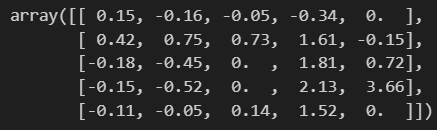 array([[ 0.15, -0.16, -0.05, -0.34,  0.  ],
       [ 0.42,  0.75,  0.73,  1.61, -0.15],
       [-0.18, -0.45,  0.  ,  1.81,  0.72],
       [-0.15, -0.52,  0.  ,  2.13,  3.66],
       [-0.11, -0.05,  0.14,  1.52,  0.  ]])